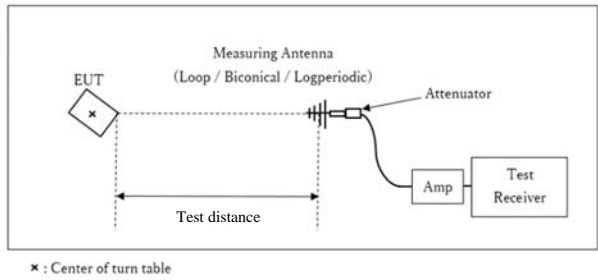 Measuring Antenna
(Loop / Biconical / Logperiodic)
EUT
Attenuator
Amp
Test
Receiver
Test distance
× : Center of turn table